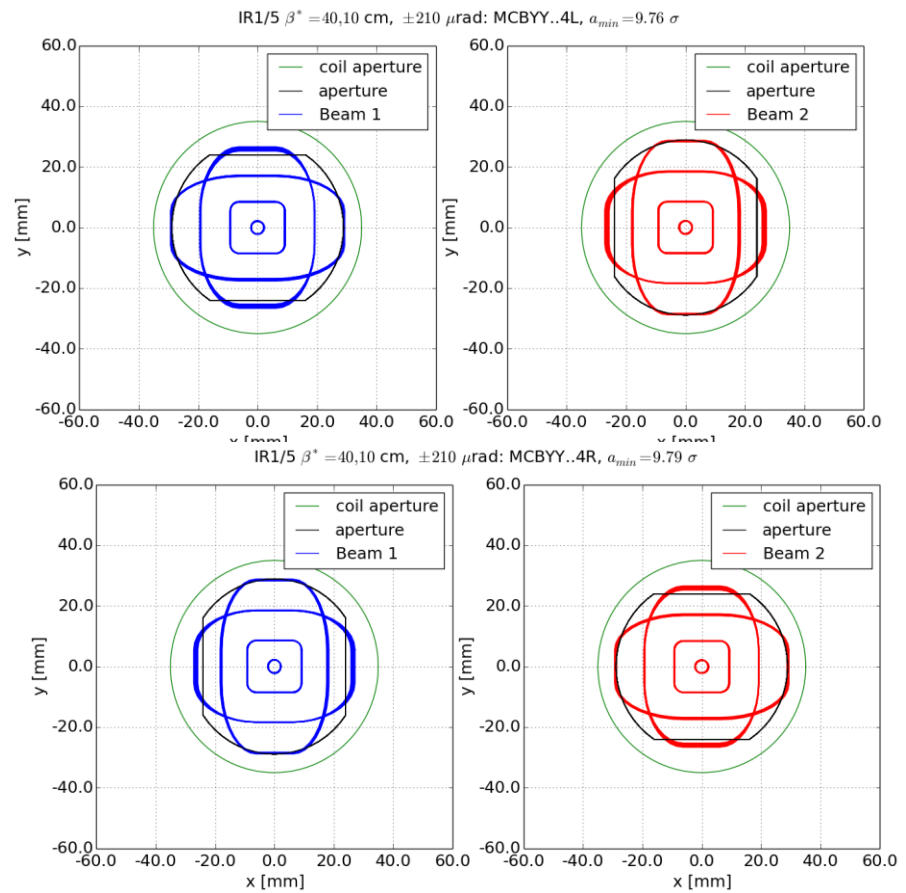 IR1/5 β* =40,10 cm, ±210 μrad: MCBYY..4L, a_min=9.76 σ
60.0
40.0
20.0
0.0
-20.0
-40.0
-60.0
y [mm]
coil aperture
aperture
Beam 1
-60.0 -40.0 -20.0 0.0 20.0 40.0 60.0
x [mm]
60.0
40.0
20.0
0.0
-20.0
-40.0
-60.0
y [mm]
coil aperture
aperture
Beam 2
-60.0 -40.0 -20.0 0.0 20.0 40.0 60.0
x [mm]
IR1/5 β* =40,10 cm, ±210 μrad: MCBYY..4R, a_min=9.79 σ
60.0
40.0
20.0
0.0
-20.0
-40.0
-60.0
y [mm]
coil aperture
aperture
Beam 1
-60.0 -40.0 -20.0 0.0 20.0 40.0 60.0
x [mm]
60.0
40.0
20.0
0.0
-20.0
-40.0
-60.0
y [mm]
coil aperture
aperture
Beam 2
-60.0 -40.0 -20.0 0.0 20.0 40.0 60.0
x [mm]